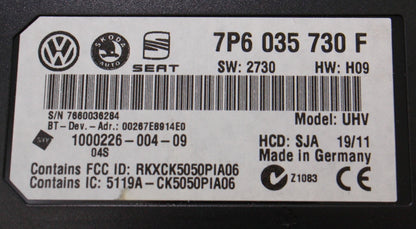 7P6 035 730 F
SKODA AUTO
SEAT
SW: 2730 HW: H09
S/N 7660036284
Model: UHV
BT-Dev.-Adr.: 00267E8914E0
1000226-004-09
04S
HCD: SJA 19/11
Made in Germany
Contains FCC ID: RKXCK5050PIA06
Contains IC: 5119A-CK5050PIA06
Z1083
CE